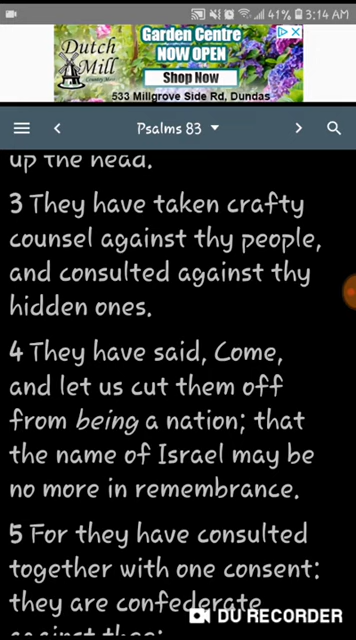 41% 3:14 AM
Dutch
Mill
Country Market
Garden Centre
NOW OPEN
Shop Now
533 Millgrove Side Rd, Dundas
Psalms 83
up the head.
3 They have taken crafty
counsel against thy people,
and consulted against thy
hidden ones.
4 They have said, Come,
and let us cut them off
from being a nation; that
the name of Israel may be
no more in remembrance.
5 For they have consulted
together with one consent:
they are confederate
against thee:
DU RECORDER